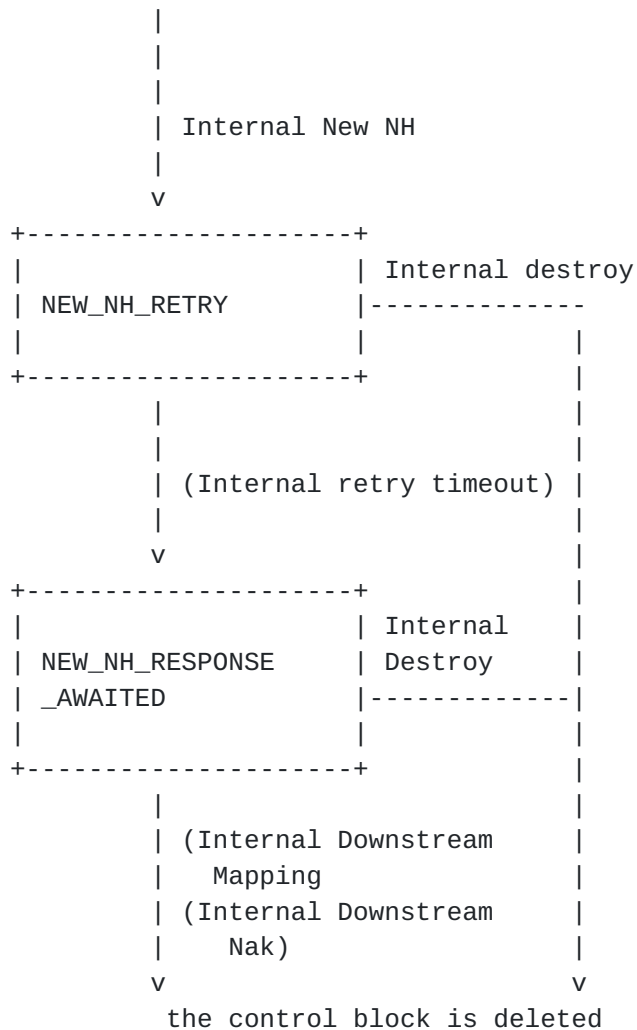 Internal New NH
Internal destroy
NEW_NH_RETRY
(Internal retry timeout)
Internal
NEW_NH_RESPONSE Destroy
_AWAITED
(Internal Downstream
Mapping
(Internal Downstream
Nak)
the control block is deleted